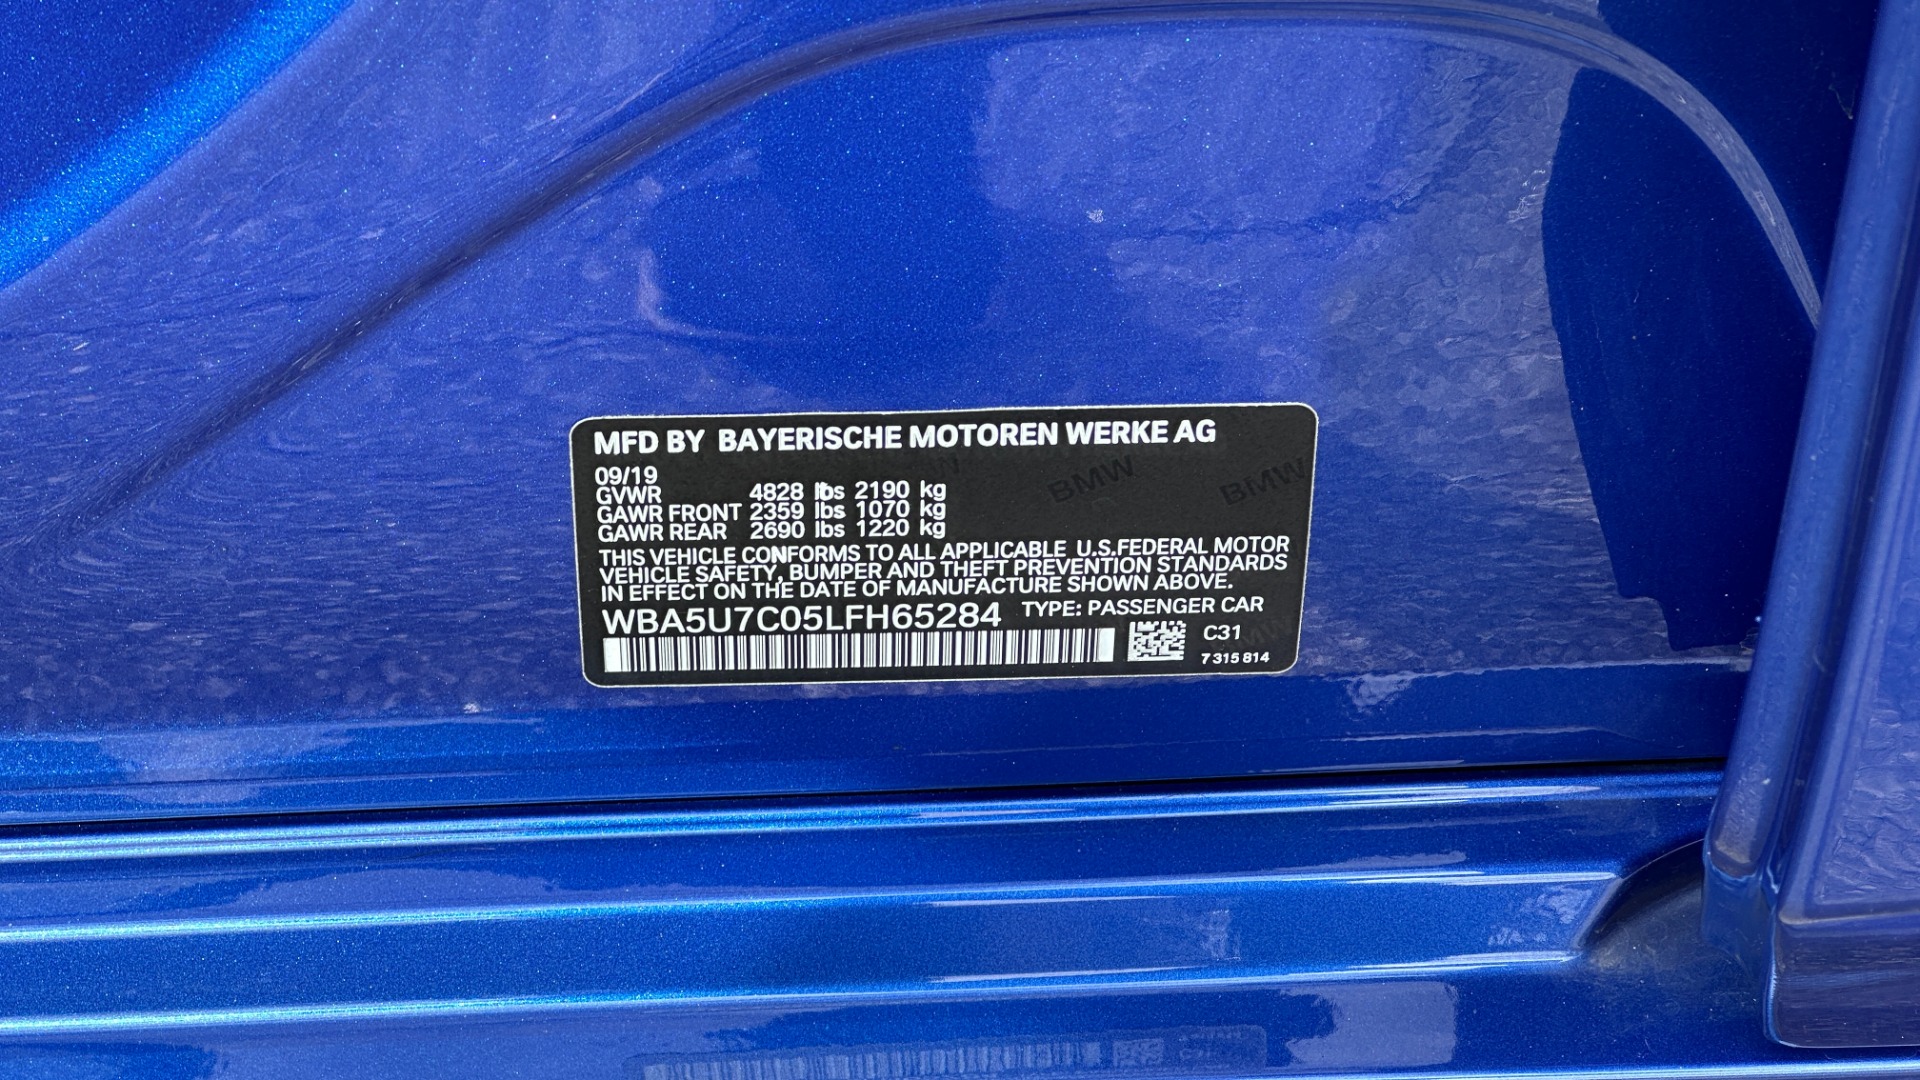 MFD BY BAYERISCHE MOTOREN WERKE AG
09/19
GVWR 4828 lbs 2190 kg
GAWR FRONT 2359 lbs 1070 kg
GAWR REAR 2690 lbs 1220 kg
BMW BMW
THIS VEHICLE CONFORMS TO ALL APPLICABLE U.S.FEDERAL MOTOR
VEHICLE SAFETY, BUMPER AND THEFT PREVENTION STANDARDS
IN EFFECT ON THE DATE OF MANUFACTURE SHOWN ABOVE.
WBA5U7C05LFH65284 TYPE: PASSENGER CAR
C31
7 315 814